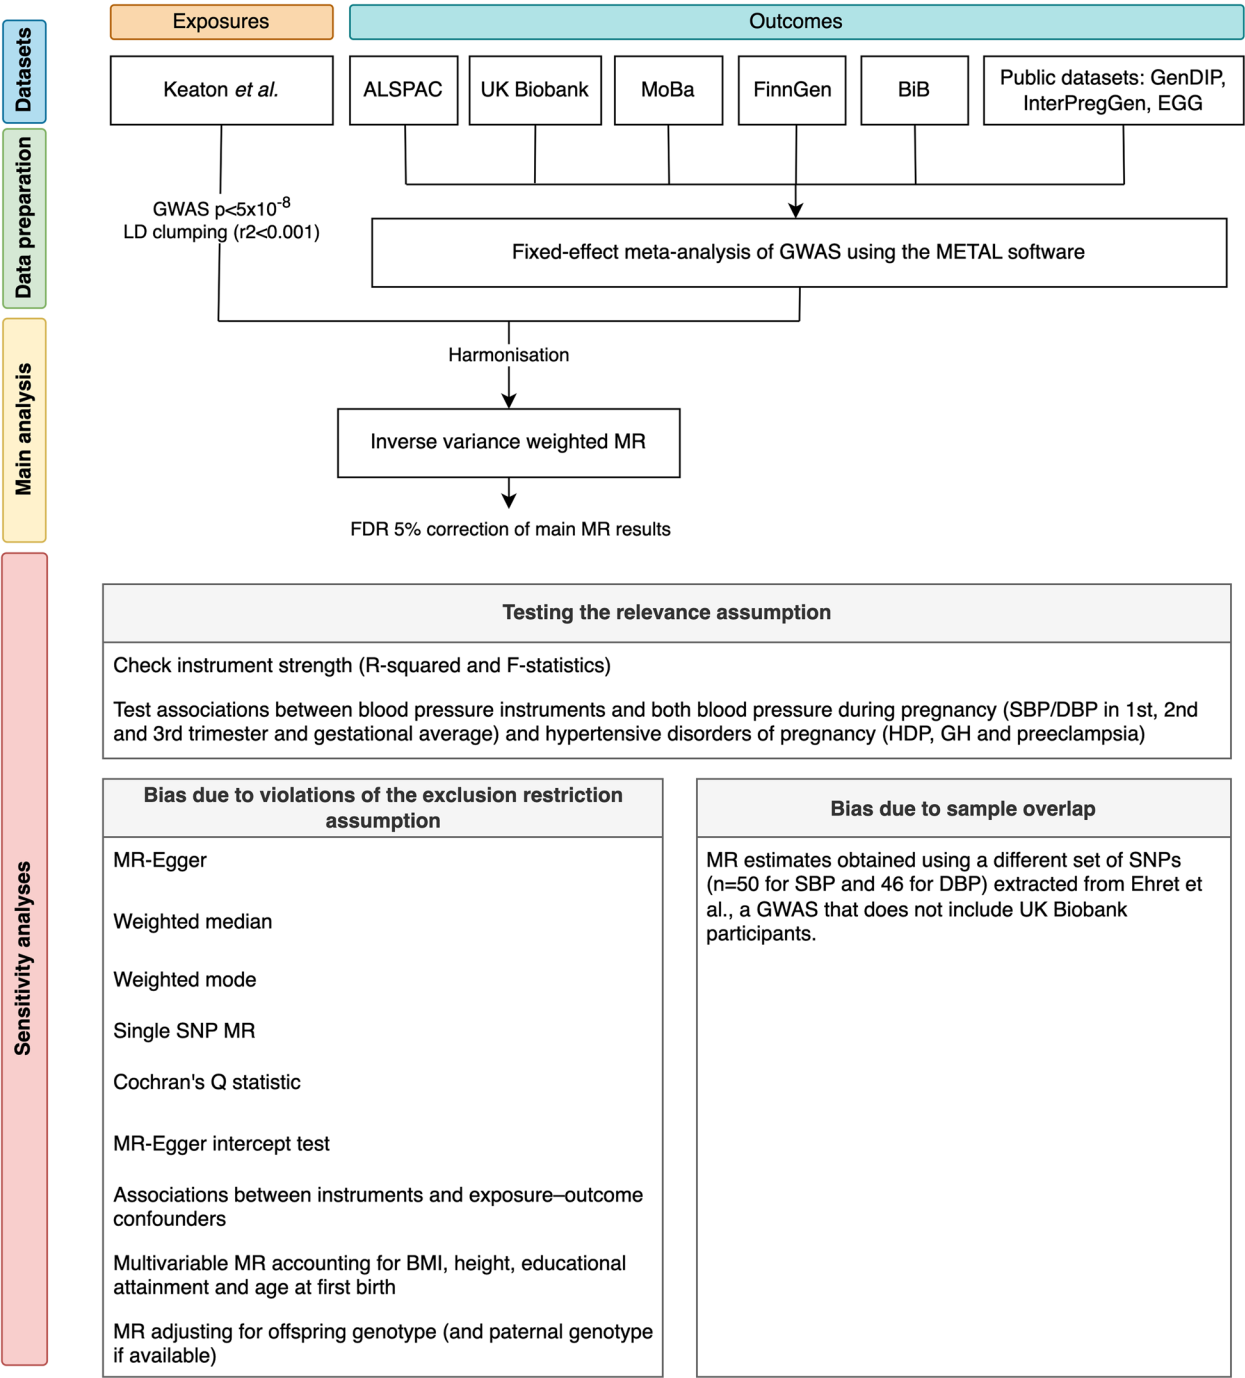 Exposures
Outcomes
Datasets
Keaton et al.
ALSPAC
UK Biobank
MoBa
FinnGen
BiB
Public datasets: GenDIP,
InterPregGen, EGG
Data preparation
GWAS p<5x10⁻⁸
LD clumping (r2<0.001)
Fixed-effect meta-analysis of GWAS using the METAL software
Main analysis
Harmonisation
Inverse variance weighted MR
FDR 5% correction of main MR results
Sensitivity analyses
Testing the relevance assumption
Check instrument strength (R-squared and F-statistics)
Test associations between blood pressure instruments and both blood pressure during pregnancy (SBP/DBP in 1st, 2nd
and 3rd trimester and gestational average) and hypertensive disorders of pregnancy (HDP, GH and preeclampsia)
Bias due to violations of the exclusion restriction
assumption
MR-Egger
Weighted median
Weighted mode
Single SNP MR
Cochran's Q statistic
MR-Egger intercept test
Associations between instruments and exposure–outcome
confounders
Multivariable MR accounting for BMI, height, educational
attainment and age at first birth
MR adjusting for offspring genotype (and paternal genotype
if available)
Bias due to sample overlap
MR estimates obtained using a different set of SNPs
(n=50 for SBP and 46 for DBP) extracted from Ehret et
al., a GWAS that does not include UK Biobank
participants.